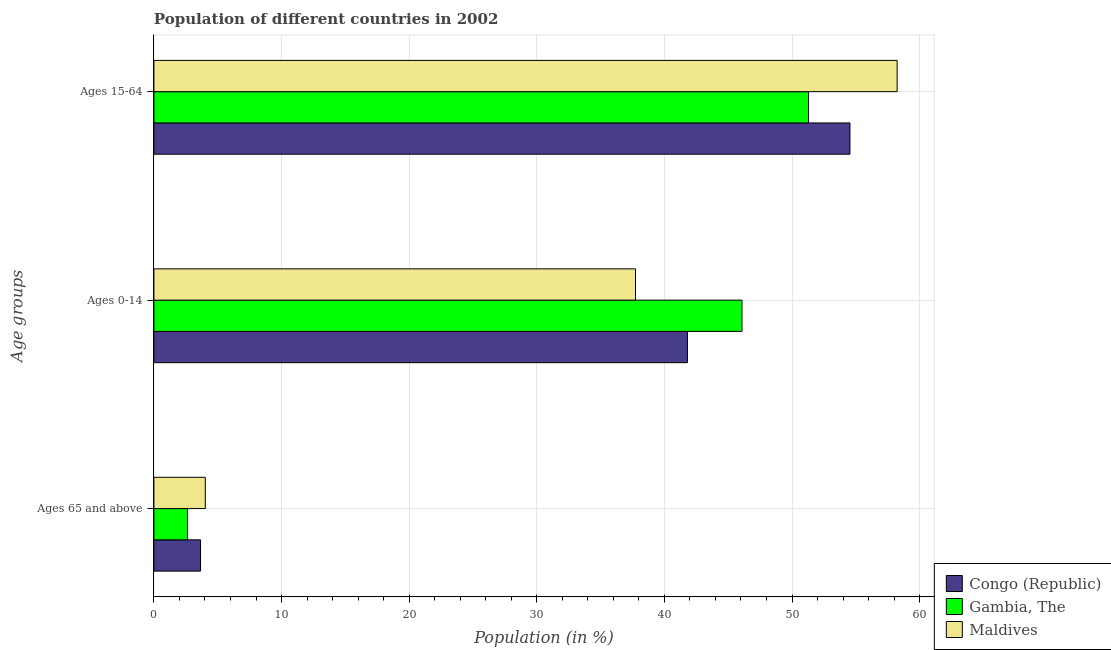 Population of different countries in 2002
Age groups
Ages 15-64
Ages 0-14
Ages 65 and above
0
10
20
30
40
50
60
Population (in %)
Congo (Republic)
Gambia, The
Maldives